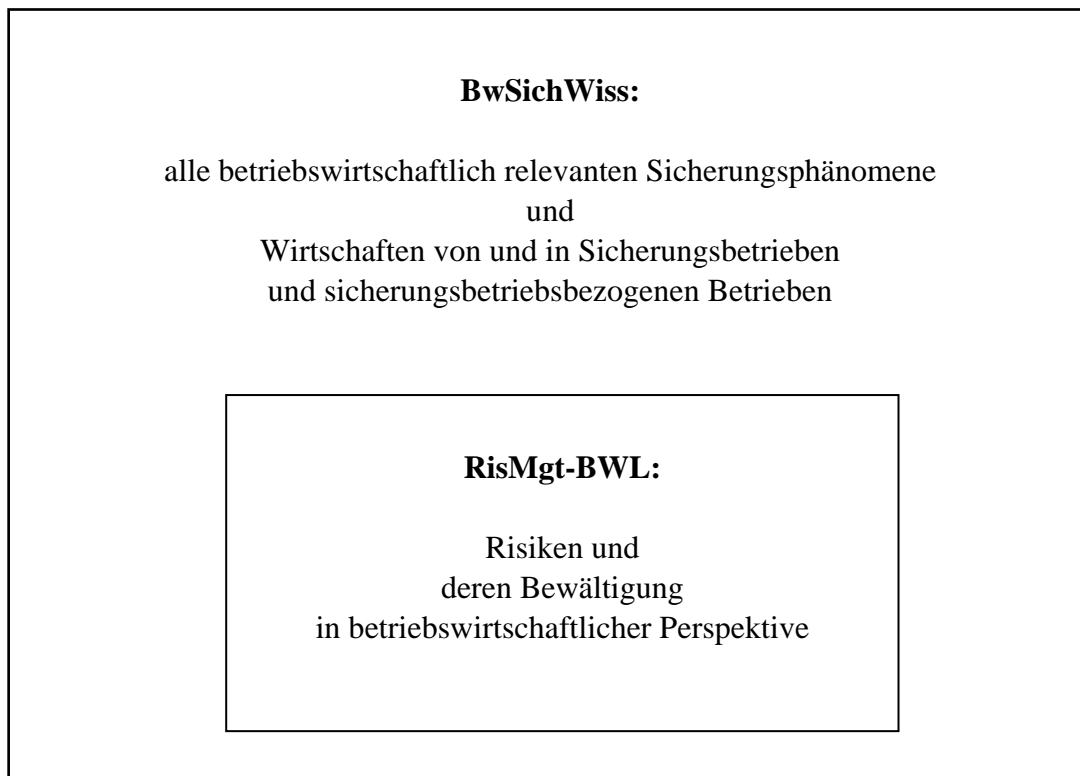 BwSichWiss:
alle betriebswirtschaftlich relevanten Sicherungsphänomene
und
Wirtschaften von und in Sicherungsbetrieben
und sicherungsbetriebsbezogenen Betrieben
RisMgt-BWL:
Risiken und
deren Bewältigung
in betriebswirtschaftlicher Perspektive